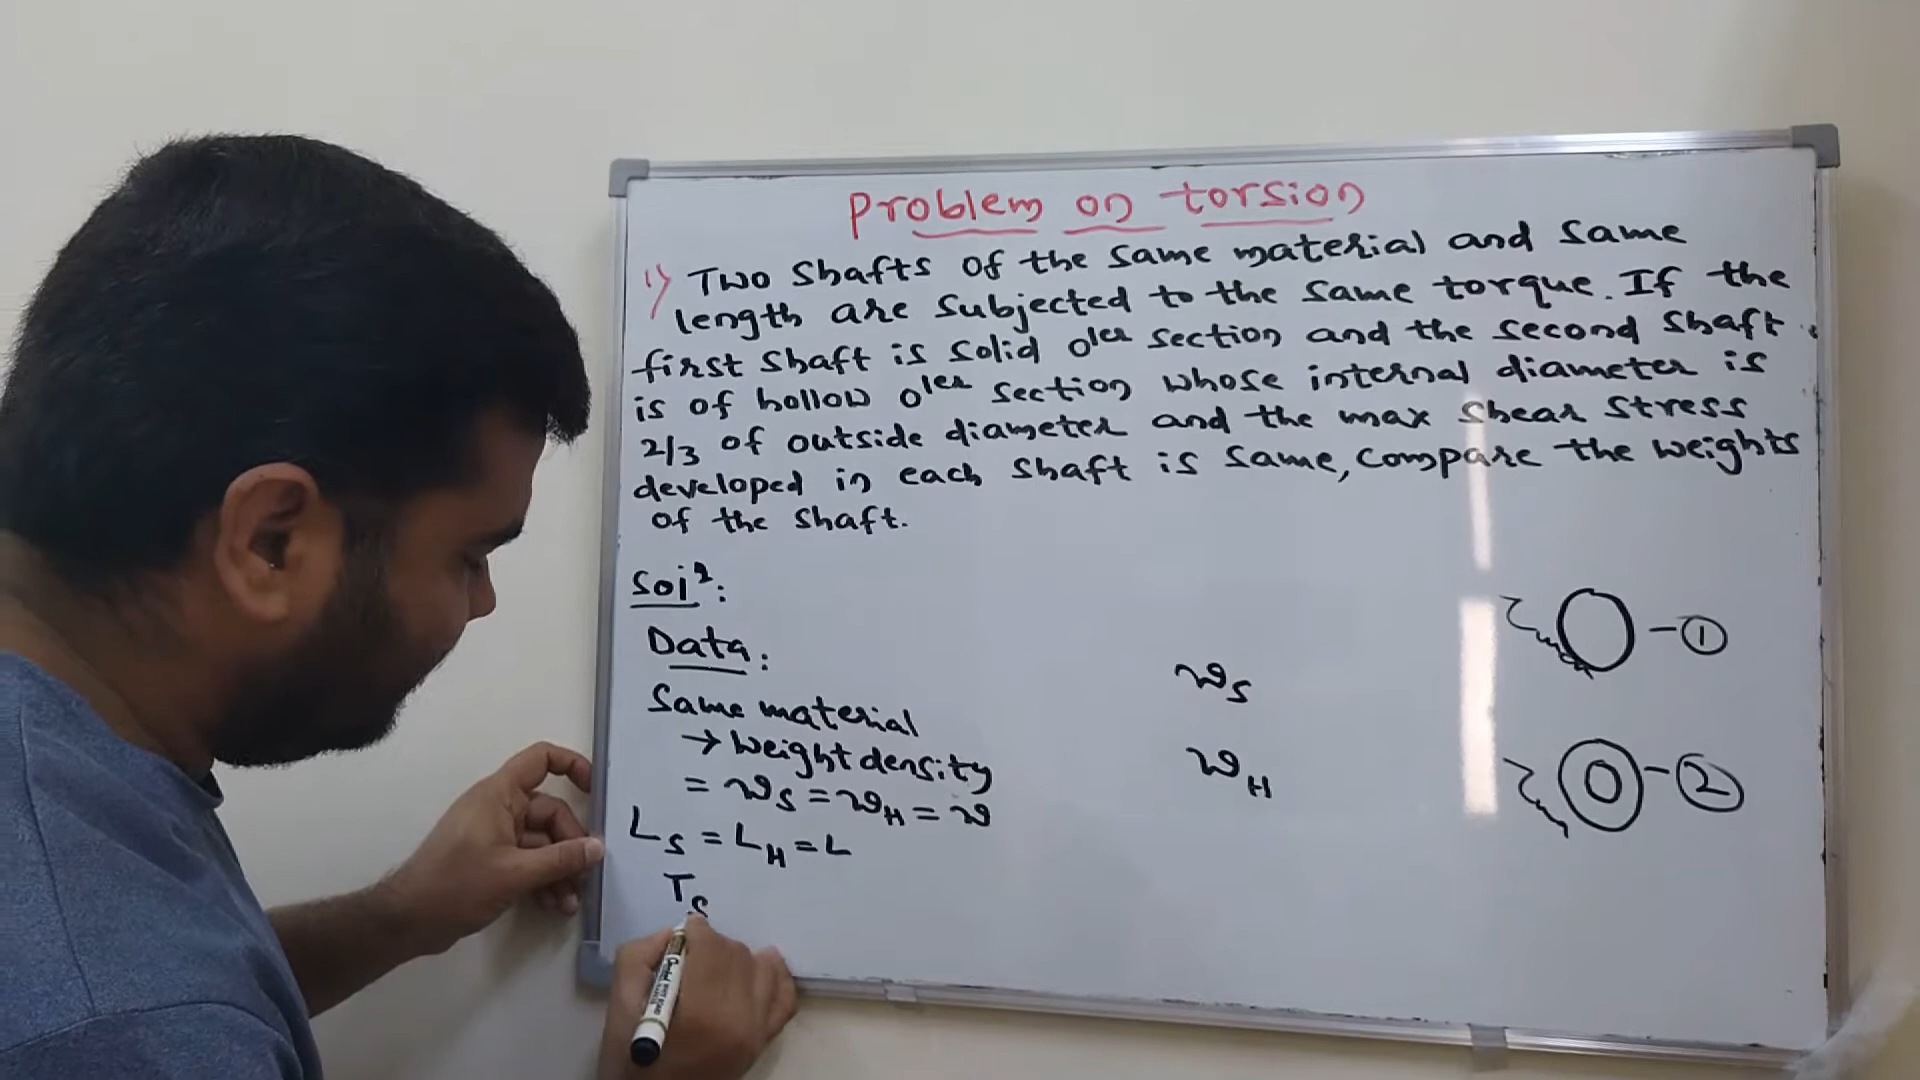 Problem on torsion
1) Two shafts of the same material and same
length are subjected to the same torque. If the
first shaft is solid olar section and the second shaft
is of hollow olar section whose internal diameter is
2/3 of outside diameter and the max shear stress
developed in each shaft is same, compare the weights
of the shaft.
Data:
Same material
→ weight density
= wS = wH = w
LS = LH = L
TS
wS
wH
- 1
- 2